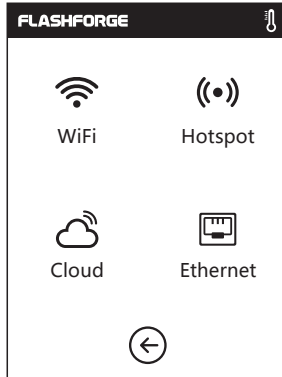 FLASHFORGE
WiFi
Hotspot
Cloud
Ethernet